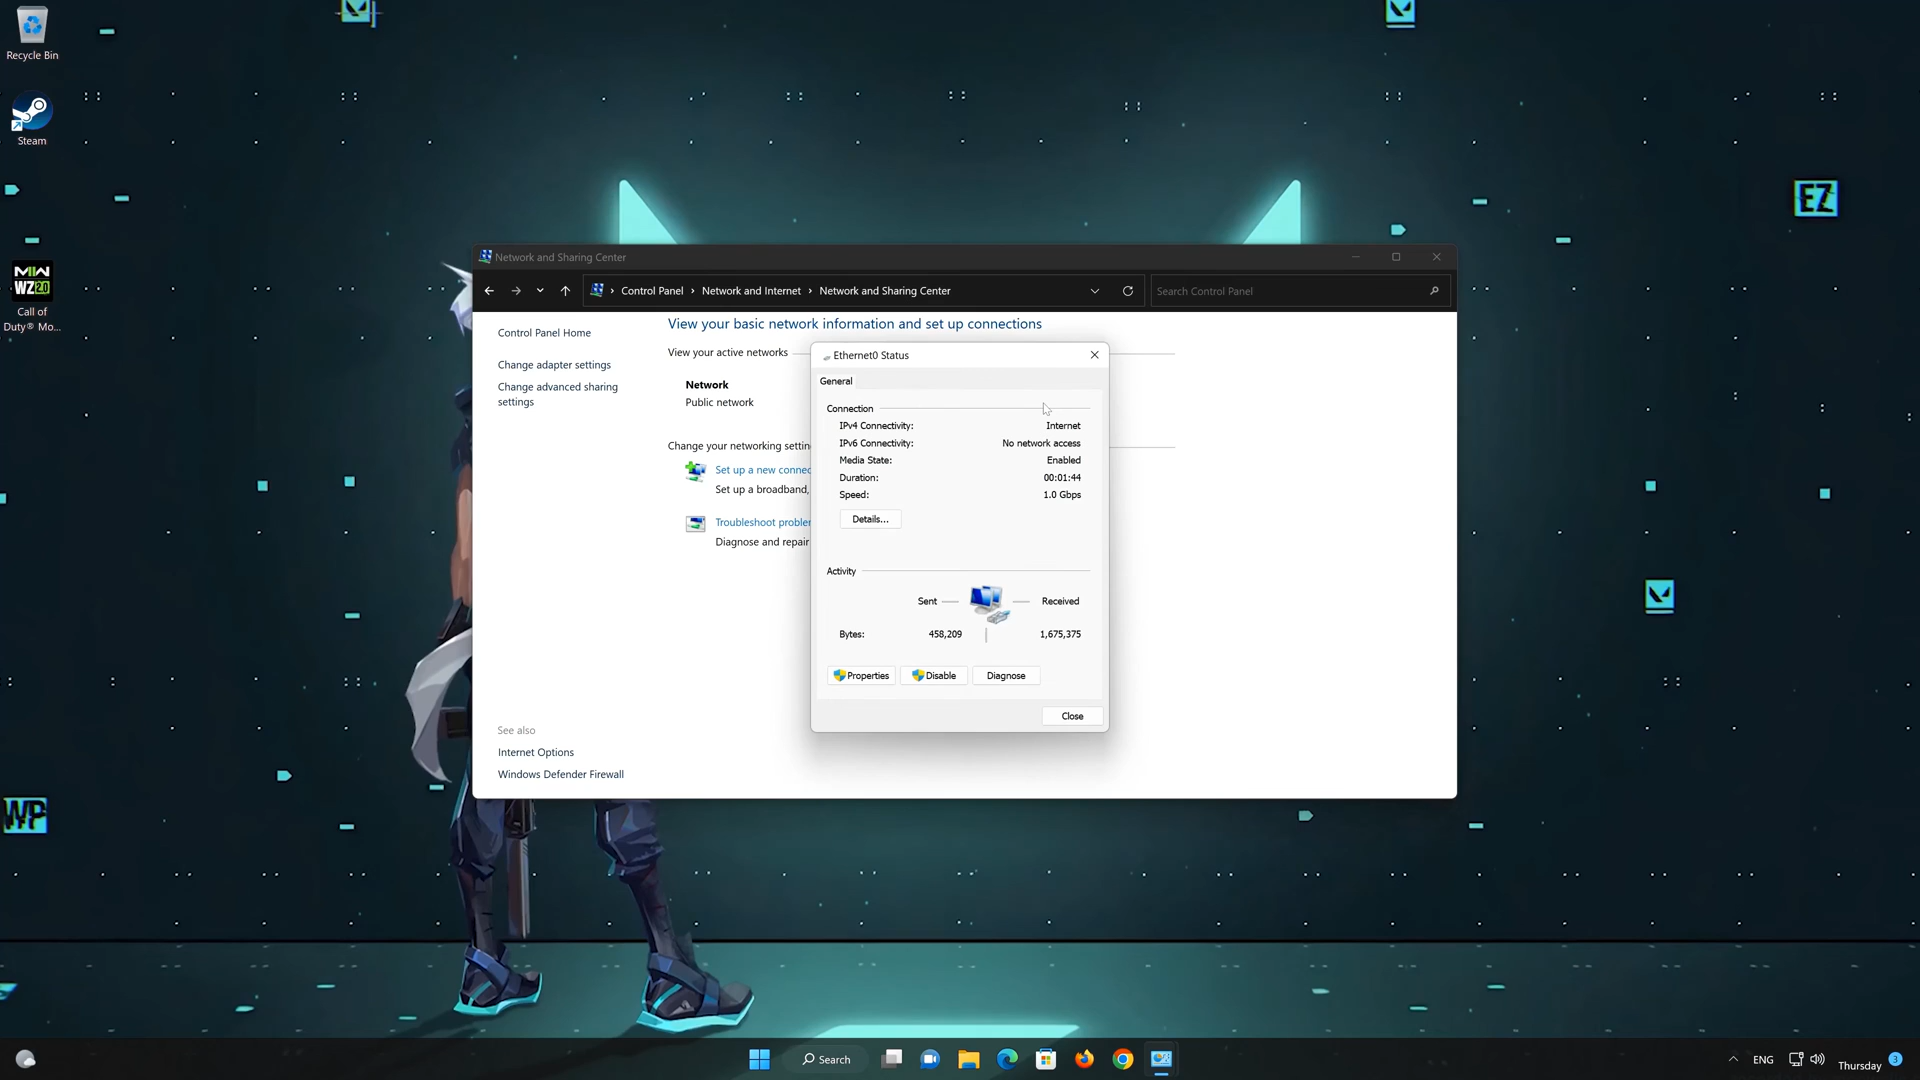 Recycle Bin
Steam
MW
WZ 2.0
Call of
Duty® Mo...
EZ
WP
Network and Sharing Center
Control Panel › Network and Internet › Network and Sharing Center
Search Control Panel
Control Panel Home
Change adapter settings
Change advanced sharing
settings
See also
Internet Options
Windows Defender Firewall
View your basic network information and set up connections
View your active networks
Network
Public network
Change your networking settin
Set up a new connec
Set up a broadband,
Troubleshoot probler
Diagnose and repair
Ethernet0 Status
General
Connection
IPv4 Connectivity: Internet
IPv6 Connectivity: No network access
Media State: Enabled
Duration: 00:01:44
Speed: 1.0 Gbps
Details...
Activity
Sent — — Received
Bytes: 458,209 1,675,375
Properties Disable Diagnose
Close
Search
ENG
Thursday 3